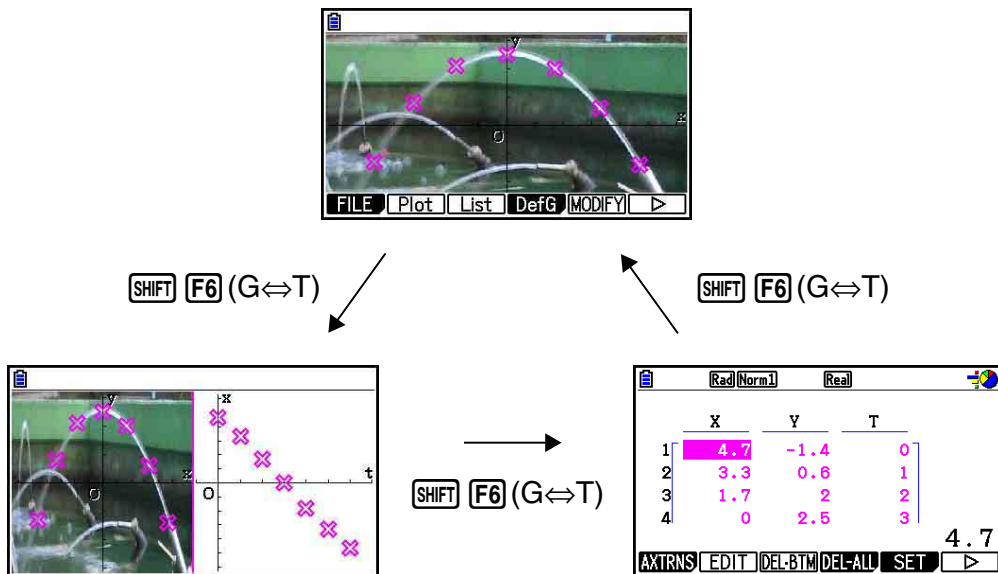 y
x
O
FILE Plot List DefG MODIFY ▷
SHIFT F6 (G⇔T)
SHIFT F6 (G⇔T)
y
x
O
x
t
O
SHIFT F6 (G⇔T)
Rad Norm1 Real
X Y T
1 4.7 -1.4 0
2 3.3 0.6 1
3 1.7 2 2
4 0 2.5 3
4.7
AXTRNS EDIT DEL-BTM DEL-ALL SET ▷